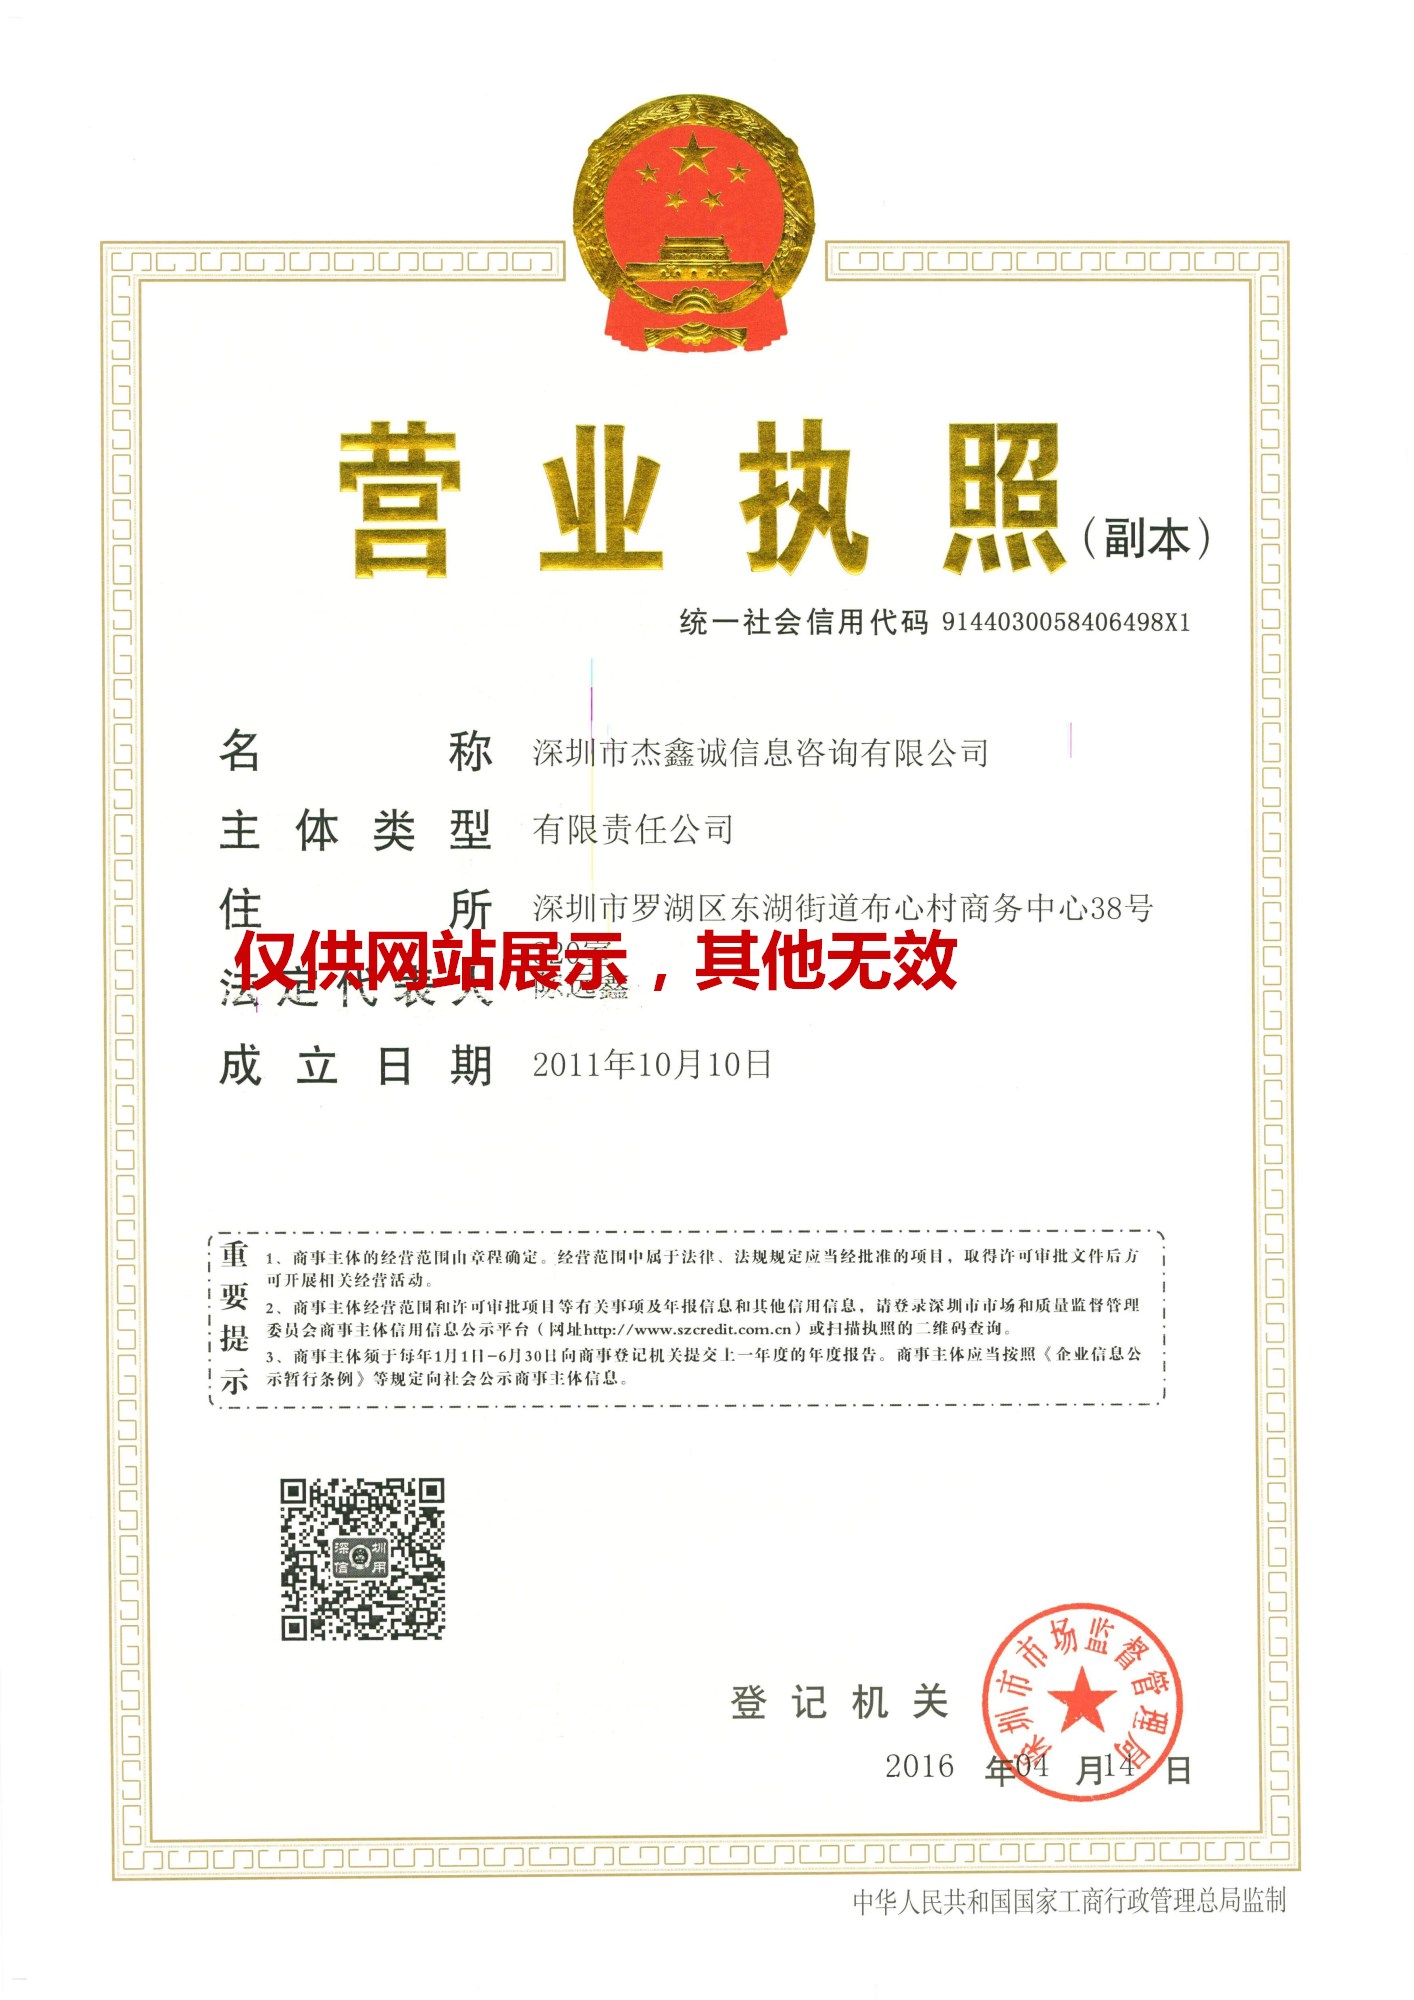 营业执照(副本)
统一社会信用代码 9144030058406498X1
名称 深圳市杰鑫诚信息咨询有限公司
主体类型 有限责任公司
住所 深圳市罗湖区东湖街道布心村商务中心38号
820室
仅供网站展示，其他无效
法定代表人
成立日期 2011年10月10日
重要提示
1、商事主体的经营范围由章程确定。经营范围中属于法律、法规规定应当经批准的项目，取得许可审批文件后方
可开展相关经营活动。
2、商事主体经营范围和许可审批项目等有关事项及年报信息和其他信用信息，请登录深圳市市场和质量监督管理
委员会商事主体信用信息公示平台（网址http://www.szcredit.com.cn）或扫描执照的二维码查询。
3、商事主体须于每年1月1日-6月30日向商事登记机关提交上一年度的年度报告。商事主体应当按照《企业信息公
示暂行条例》等规定向社会公示商事主体信息。
深圳
信用
登记机关
深圳市市场监督管理局
2016 年04 月14 日
中华人民共和国国家工商行政管理总局监制